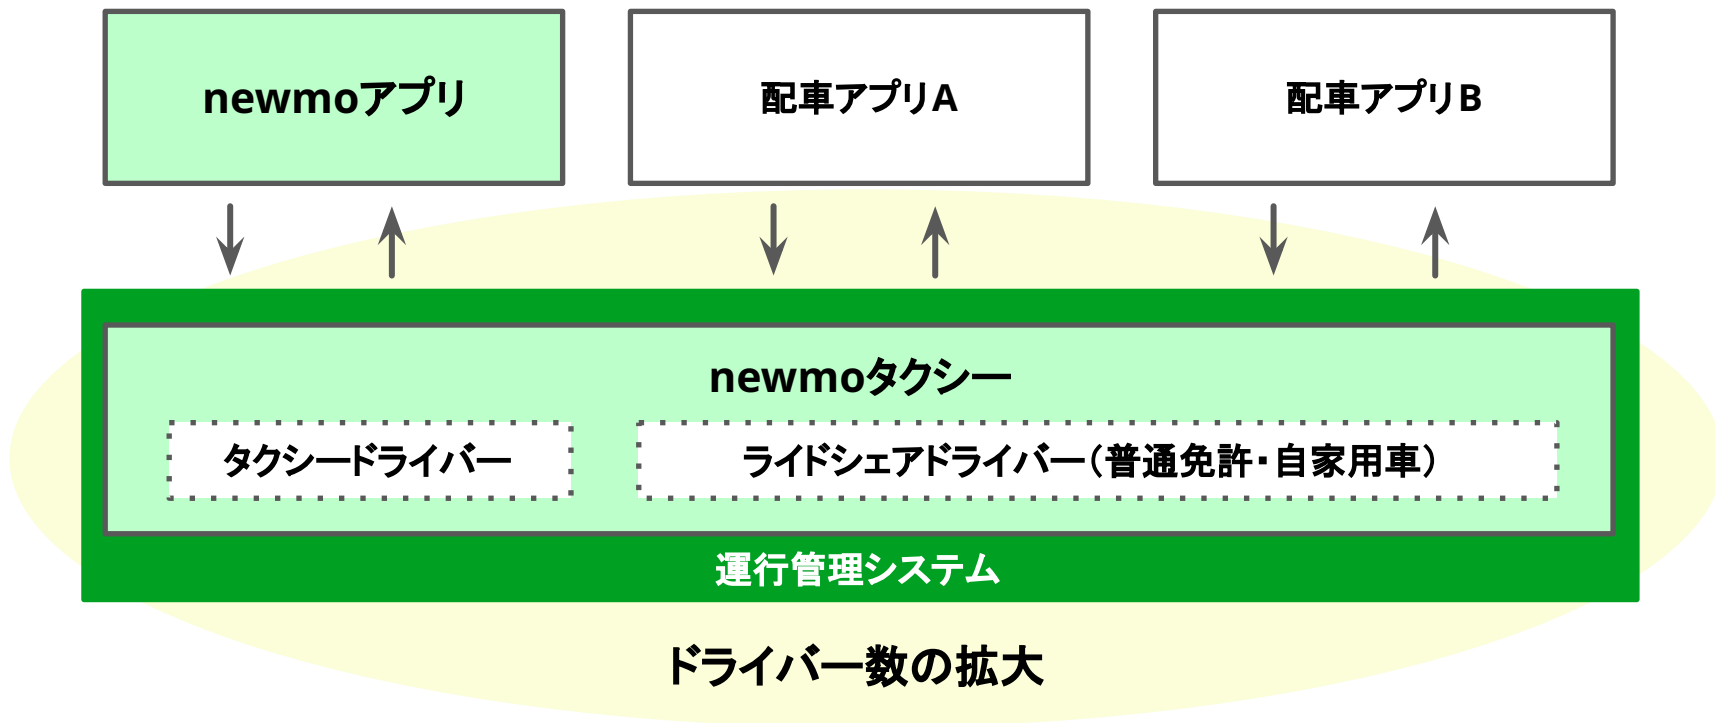 newmoアプリ
配車アプリA
配車アプリB
newmoタクシー
タクシードライバー
ライドシェアドライバー（普通免許・自家用車）
運行管理システム
ドライバー数の拡大